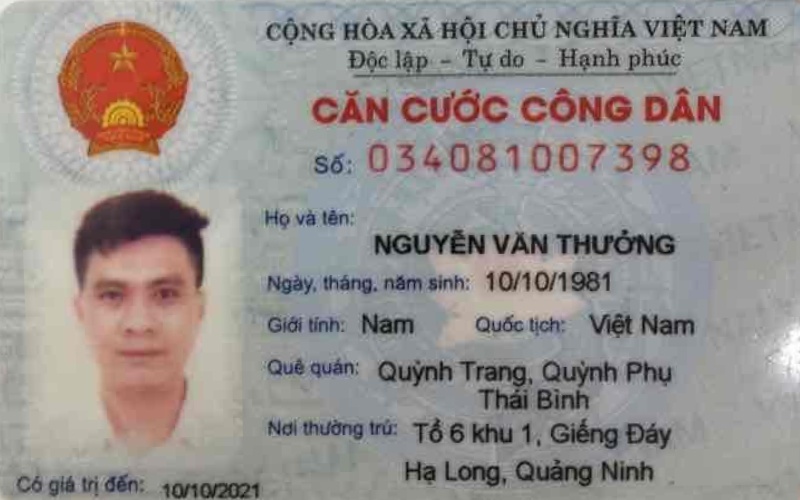 CỘNG HÒA XÃ HỘI CHỦ NGHĨA VIỆT NAM
Độc lập - Tự do - Hạnh phúc
CĂN CƯỚC CÔNG DÂN
Số: 034081007398
Họ và tên:
NGUYỄN VĂN THƯỞNG
Ngày, tháng, năm sinh: 10/10/1981
Giới tính: Nam Quốc tịch: Việt Nam
Quê quán: Quỳnh Trang, Quỳnh Phụ
Thái Bình
Nơi thường trú: Tổ 6 khu 1, Giếng Đáy
Hạ Long, Quảng Ninh
Có giá trị đến: 10/10/2021